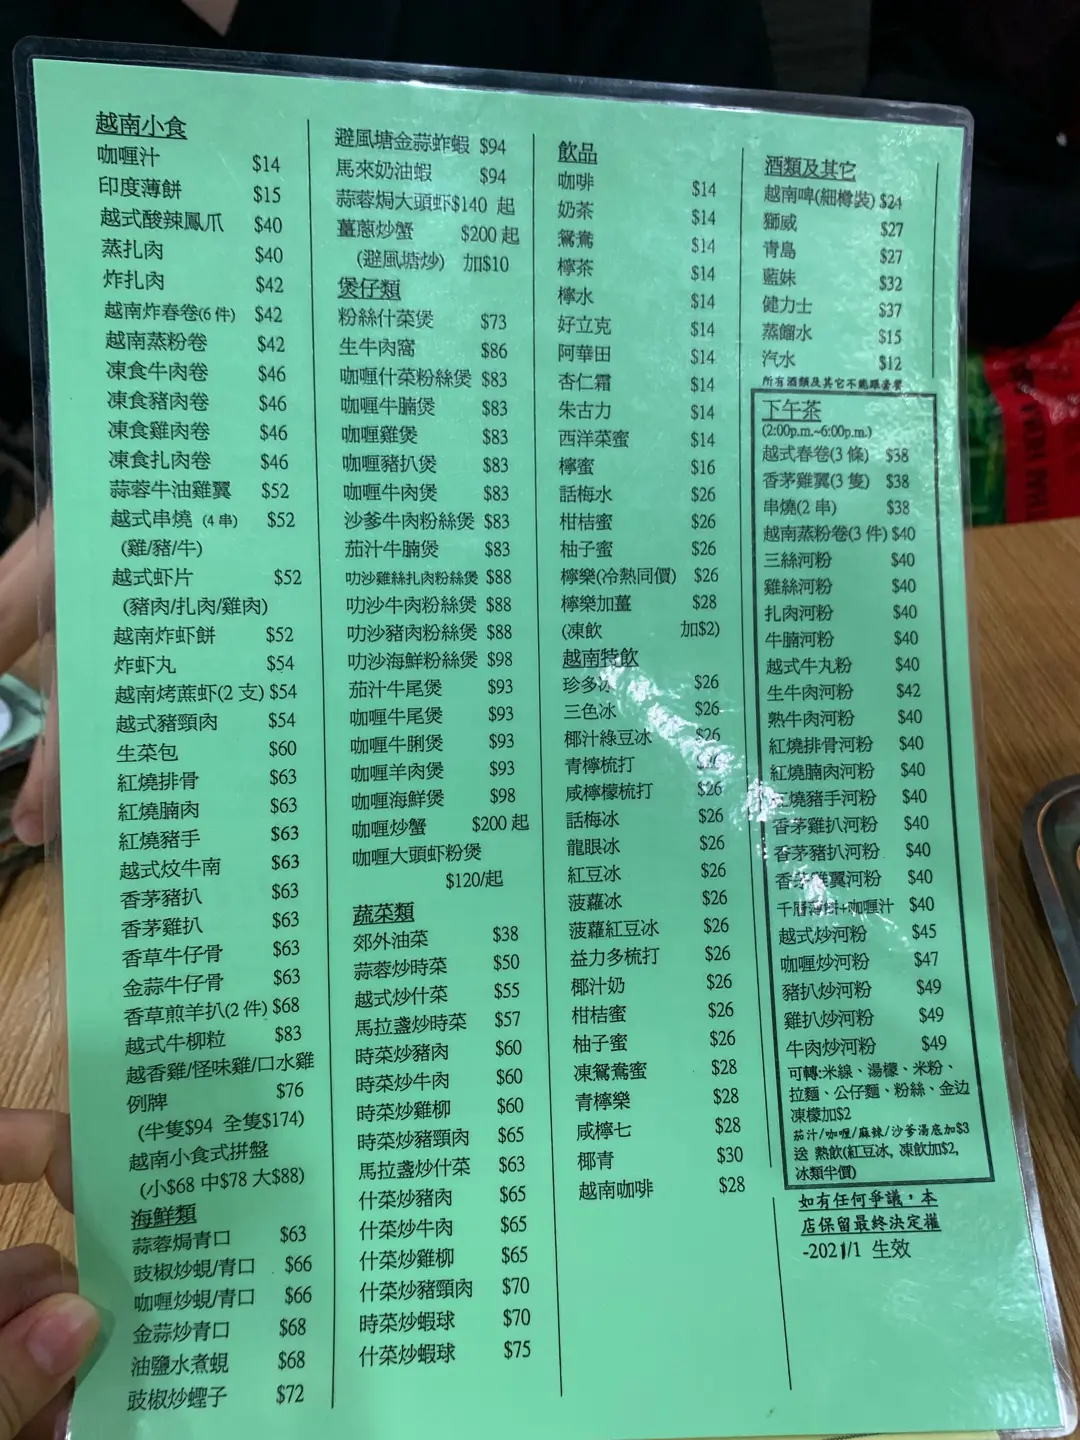 越南小食
咖喱汁 $14
印度薄餅 $15
越式酸辣鳳爪 $40
蒸扎肉 $40
炸扎肉 $42
越南炸春卷(6件) $42
越南蒸粉卷 $42
凍食牛肉卷 $46
凍食豬肉卷 $46
凍食雞肉卷 $46
凍食扎肉卷 $46
蒜蓉牛油雞翼 $52
越式串燒 (4串) $52
(雞/豬/牛)
越式虾片 $52
(豬肉/扎肉/雞肉)
越南炸虾餅 $52
炸虾丸 $54
越南烤蔗虾(2支) $54
越式豬頸肉 $54
生菜包 $60
紅燒排骨 $63
紅燒腩肉 $63
紅燒豬手 $63
越式炆牛南 $63
香茅豬扒 $63
香茅雞扒 $63
香草牛仔骨 $63
金蒜牛仔骨 $63
香草煎羊扒(2件) $68
越式牛柳粒 $83
越香雞/怪味雞/口水雞
例牌 $76
(半隻$94 全隻$174)
越南小食式拼盤
(小$68 中$78 大$88)
海鮮類
蒜蓉焗青口 $63
豉椒炒蜆/青口 $66
咖喱炒蜆/青口 $66
金蒜炒青口 $68
油鹽水煮蜆 $68
豉椒炒蟶子 $72
避風塘金蒜蚱蝦 $94
馬來奶油蝦 $94
蒜蓉焗大頭虾$140 起
薑蔥炒蟹 $200 起
(避風塘炒) 加$10
煲仔類
粉絲什菜煲 $73
生牛肉窩 $86
咖喱什菜粉絲煲 $83
咖喱牛腩煲 $83
咖喱雞煲 $83
咖喱豬扒煲 $83
咖喱牛肉煲 $83
沙爹牛肉粉絲煲 $83
茄汁牛腩煲 $83
叻沙雞絲扎肉粉絲煲 $88
叻沙牛肉粉絲煲 $88
叻沙豬肉粉絲煲 $88
叻沙海鮮粉絲煲 $98
茄汁牛尾煲 $93
咖喱牛尾煲 $93
咖喱牛脷煲 $93
咖喱羊肉煲 $93
咖喱海鮮煲 $98
咖喱炒蟹 $200 起
咖喱大頭虾粉煲
$120/起
蔬菜類
郊外油菜 $38
蒜蓉炒時菜 $50
越式炒什菜 $55
馬拉盞炒時菜 $57
時菜炒豬肉 $60
時菜炒牛肉 $60
時菜炒雞柳 $60
時菜炒豬頸肉 $65
馬拉盞炒什菜 $63
什菜炒豬肉 $65
什菜炒牛肉 $65
什菜炒雞柳 $65
什菜炒豬頸肉 $70
時菜炒蝦球 $70
什菜炒蝦球 $75
飲品
咖啡 $14
奶茶 $14
鴛鴦 $14
檸茶 $14
檸水 $14
好立克 $14
阿華田 $14
杏仁霜 $14
朱古力 $14
西洋菜蜜 $14
檸蜜 $16
話梅水 $26
柑桔蜜 $26
柚子蜜 $26
檸樂(冷熱同價) $26
檸樂加薑 $28
(凍飲 加$2)
越南特飲
珍多冰 $26
三色冰 $26
椰汁綠豆冰 $26
青檸梳打 $26
咸檸檬梳打 $26
話梅冰 $26
龍眼冰 $26
紅豆冰 $26
菠蘿冰 $26
菠蘿紅豆冰 $26
益力多梳打 $26
椰汁奶 $26
柑桔蜜 $26
柚子蜜 $26
凍鴛鴦蜜 $28
青檸樂 $28
咸檸七 $28
椰青 $30
越南咖啡 $28
酒類及其它
越南啤(細樽裝) $24
獅威 $27
青島 $27
藍妹 $32
健力士 $37
蒸餾水 $15
汽水 $12
所有酒類及其它不能跟套餐
下午茶
(2:00p.m.~6:00p.m.)
越式春卷(3條) $38
香茅雞翼(3隻) $38
串燒(2串) $38
越南蒸粉卷(3件) $40
三絲河粉 $40
雞絲河粉 $40
扎肉河粉 $40
牛腩河粉 $40
越式牛丸粉 $40
生牛肉河粉 $42
熟牛肉河粉 $40
紅燒排骨河粉 $40
紅燒腩肉河粉 $40
燒豬手河粉 $40
香茅雞扒河粉 $40
香茅豬扒河粉 $40
香茅雞翼河粉 $40
千層薄餅+咖喱汁 $40
越式炒河粉 $45
咖喱炒河粉 $47
豬扒炒河粉 $49
雞扒炒河粉 $49
牛肉炒河粉 $49
可轉:米線、湯檬、米粉、
拉麵、公仔麵、粉絲、金边
凍檬加$2
茄汁/咖喱/麻辣/沙爹湯底加$3
送 熱飲(紅豆冰, 凍飲加$2,
冰類半價)
如有任何爭議，本
店保留最終決定權
-2021/1 生效